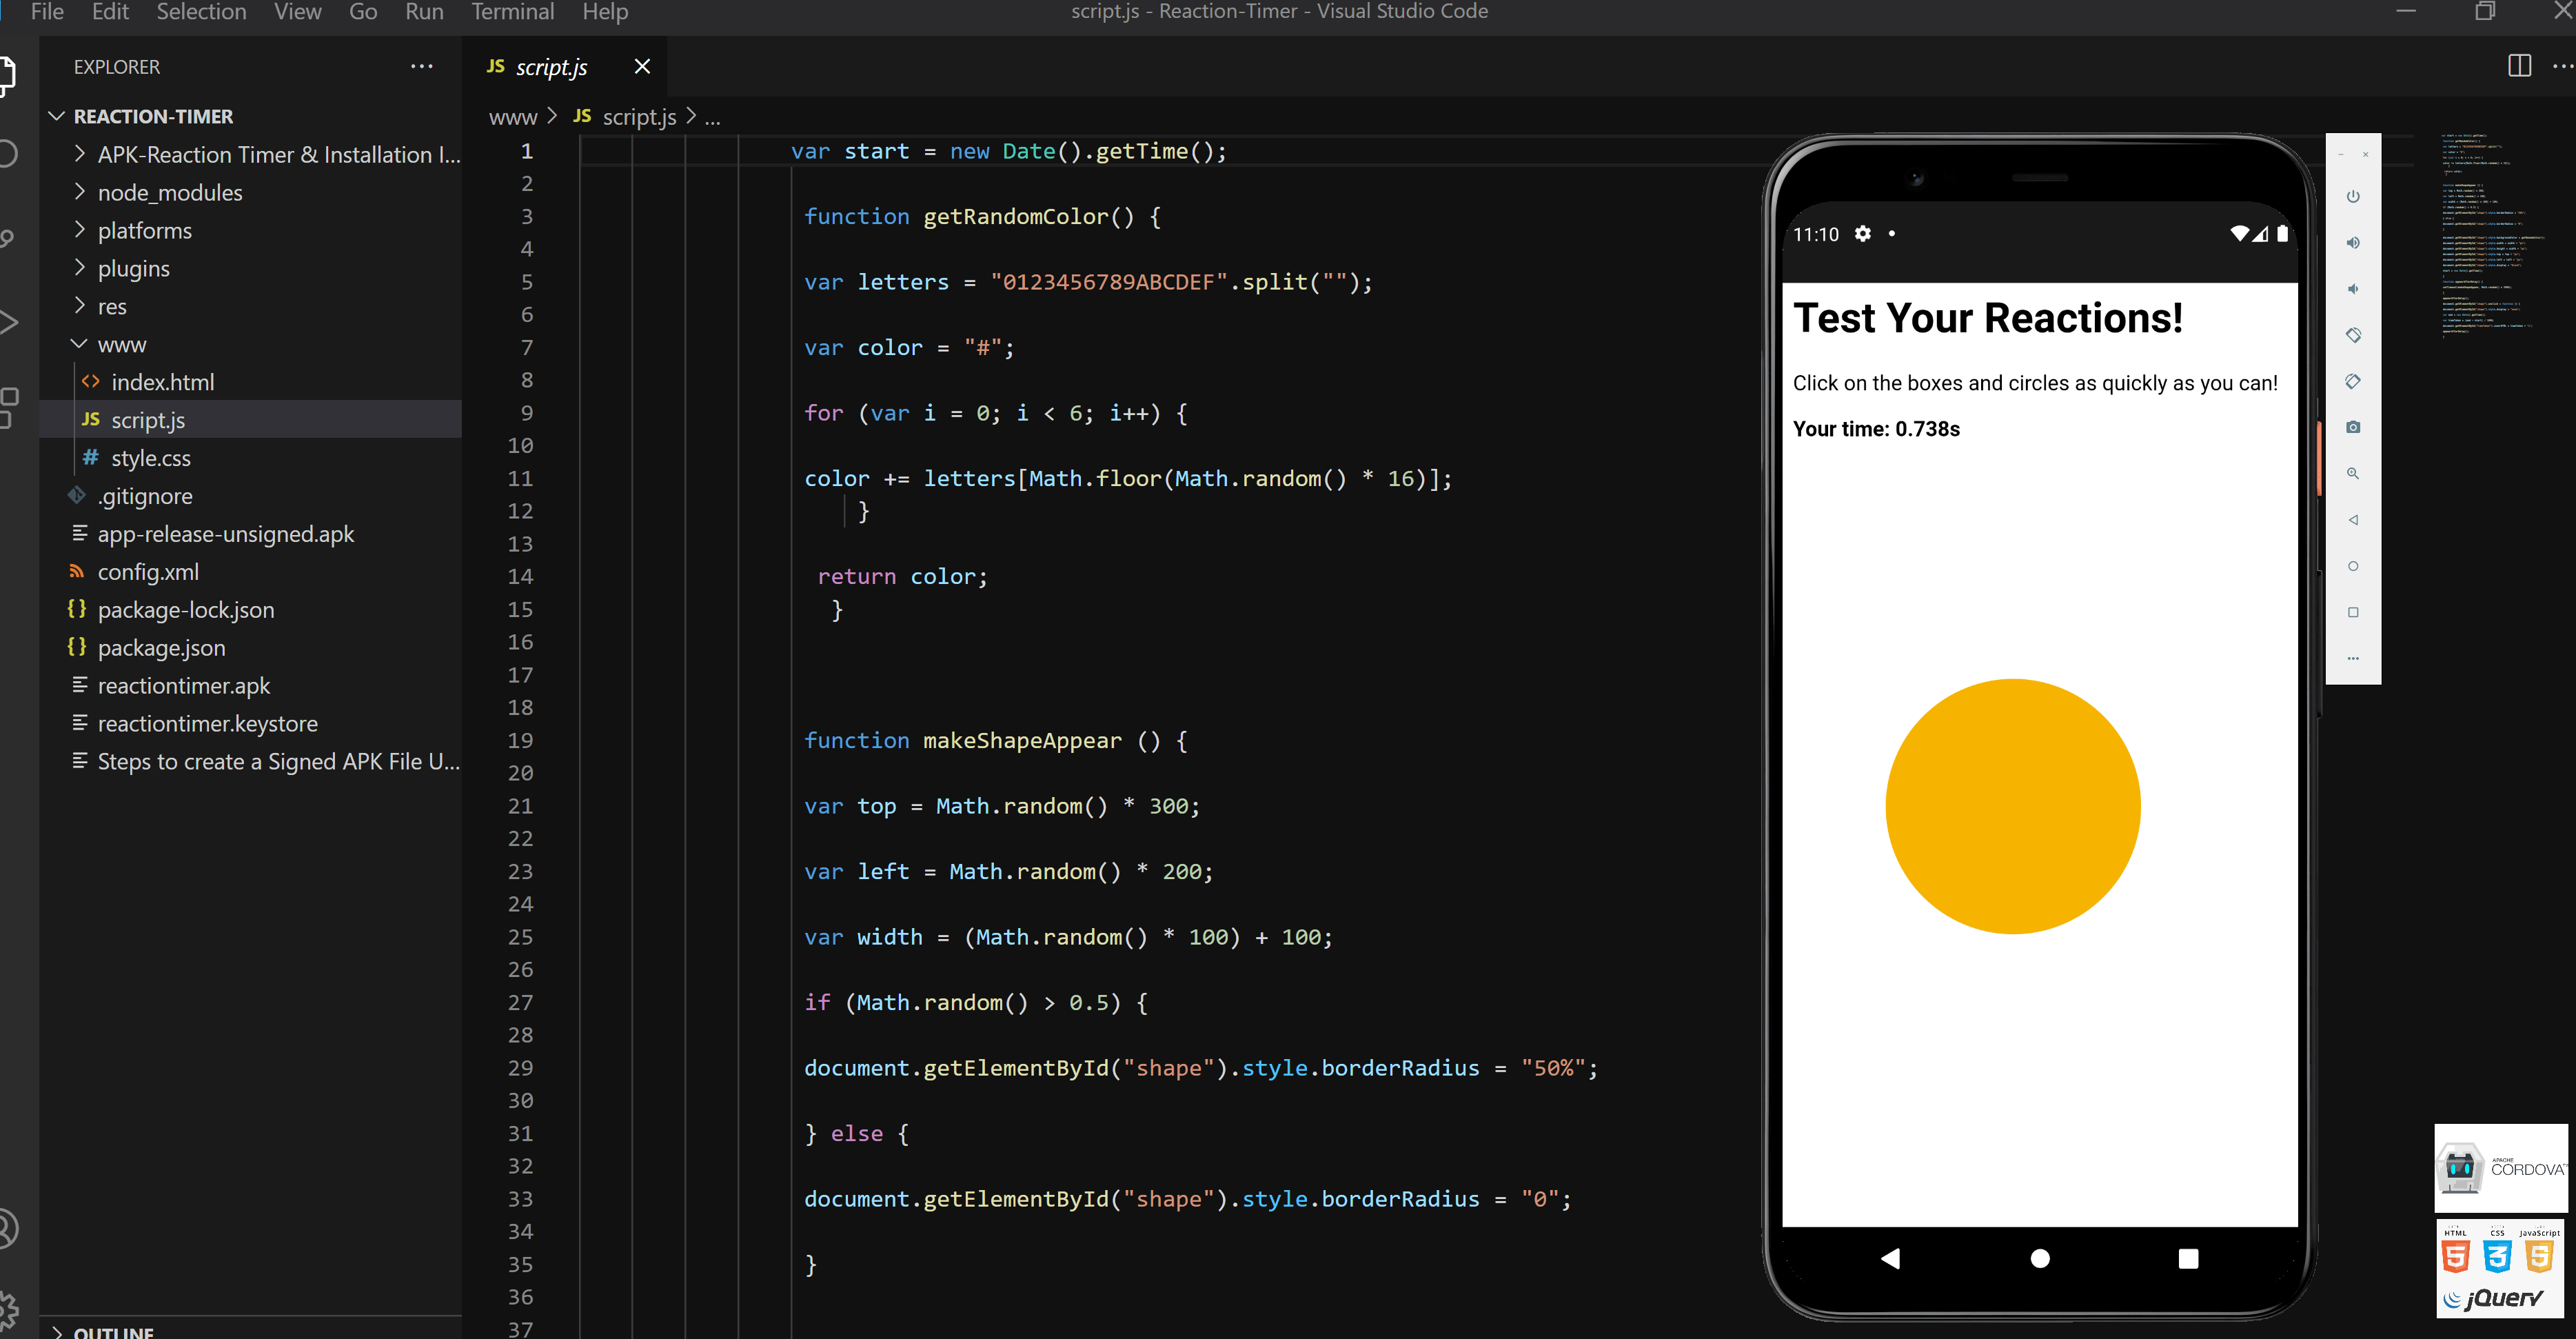 File Edit Selection View Go Run Terminal Help
script.js - Reaction-Timer - Visual Studio Code
EXPLORER
REACTION-TIMER
APK-Reaction Timer & Installation I...
node_modules
platforms
plugins
res
www
<> index.html
JS script.js
# style.css
.gitignore
app-release-unsigned.apk
config.xml
{} package-lock.json
{} package.json
reactiontimer.apk
reactiontimer.keystore
Steps to create a Signed APK File U...
OUTLINE
JS script.js
www > JS script.js > ...
1 var start = new Date().getTime();
2
3 function getRandomColor() {
4
5 var letters = "0123456789ABCDEF".split("");
6
7 var color = "#";
8
9 for (var i = 0; i < 6; i++) {
10
11 color += letters[Math.floor(Math.random() * 16)];
12 }
13
14 return color;
15 }
16
17
18
19 function makeShapeAppear () {
20
21 var top = Math.random() * 300;
22
23 var left = Math.random() * 200;
24
25 var width = (Math.random() * 100) + 100;
26
27 if (Math.random() > 0.5) {
28
29 document.getElementById("shape").style.borderRadius = "50%";
30
31 } else {
32
33 document.getElementById("shape").style.borderRadius = "0";
34
35 }
36
37
11:10
Test Your Reactions!
Click on the boxes and circles as quickly as you can!
Your time: 0.738s
APACHE
CORDOVA™
HTML CSS JavaScript
5 3 5
jQuery